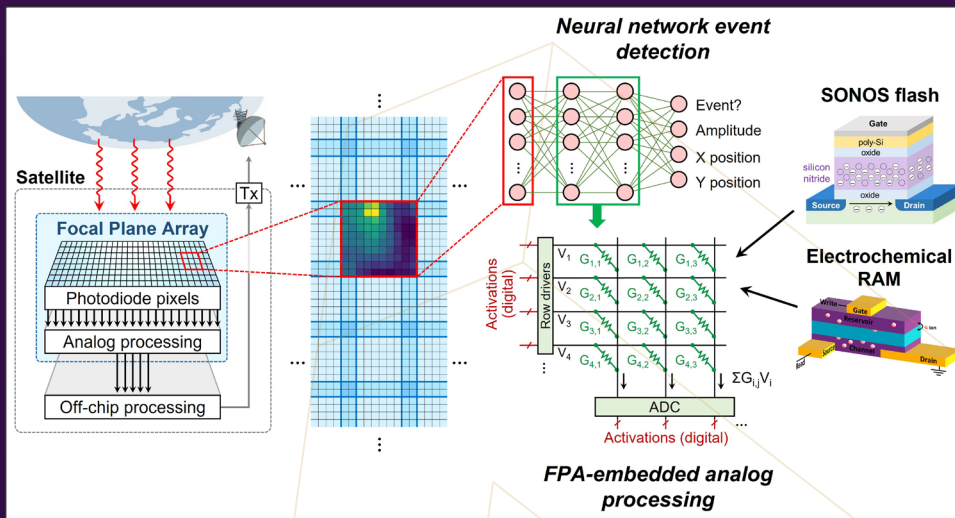 Neural network event
detection
Satellite
Tx
Focal Plane Array
Photodiode pixels
Analog processing
Off-chip processing
...
...
...
...
...
...
Event?
Amplitude
X position
Y position
Activations
(digital)
Row drivers
V1
V2
V3
V4
G1,1
G1,2
G1,3
G2,1
G2,2
G2,3
G3,1
G3,2
G3,3
G4,1
G4,2
G4,3
...
ΣGi,jVi
ADC
...
Activations (digital)
FPA-embedded analog
processing
SONOS flash
Gate
poly-Si
oxide
silicon
nitride
oxide
Source
Drain
Electrochemical
RAM
Write
Gate
Reservoir
ion
Channel
Source
Drain
Read